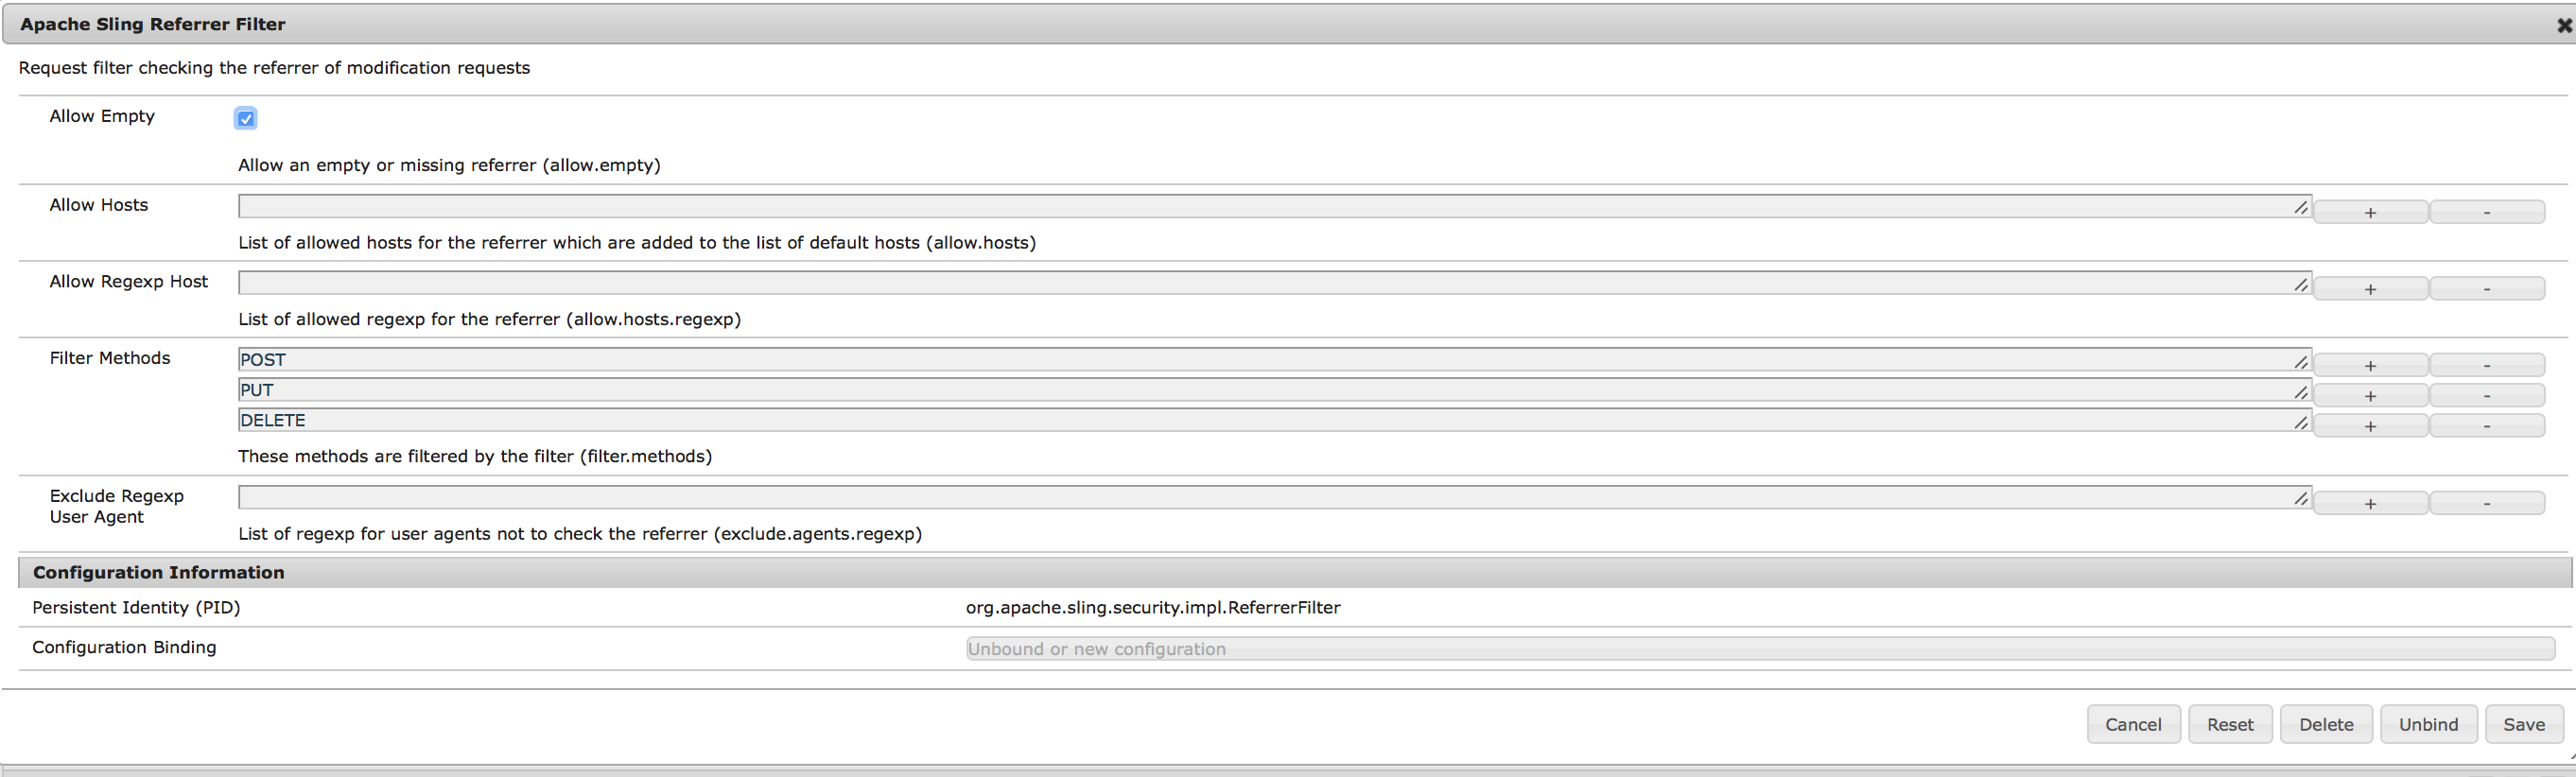 Apache Sling Referrer Filter
Request filter checking the referrer of modification requests
Allow Empty
Allow an empty or missing referrer (allow.empty)
Allow Hosts
+ -
List of allowed hosts for the referrer which are added to the list of default hosts (allow.hosts)
Allow Regexp Host
+ -
List of allowed regexp for the referrer (allow.hosts.regexp)
Filter Methods
POST + -
PUT + -
DELETE + -
These methods are filtered by the filter (filter.methods)
Exclude Regexp
User Agent
+ -
List of regexp for user agents not to check the referrer (exclude.agents.regexp)
Configuration Information
Persistent Identity (PID) org.apache.sling.security.impl.ReferrerFilter
Configuration Binding Unbound or new configuration
Cancel Reset Delete Unbind Save